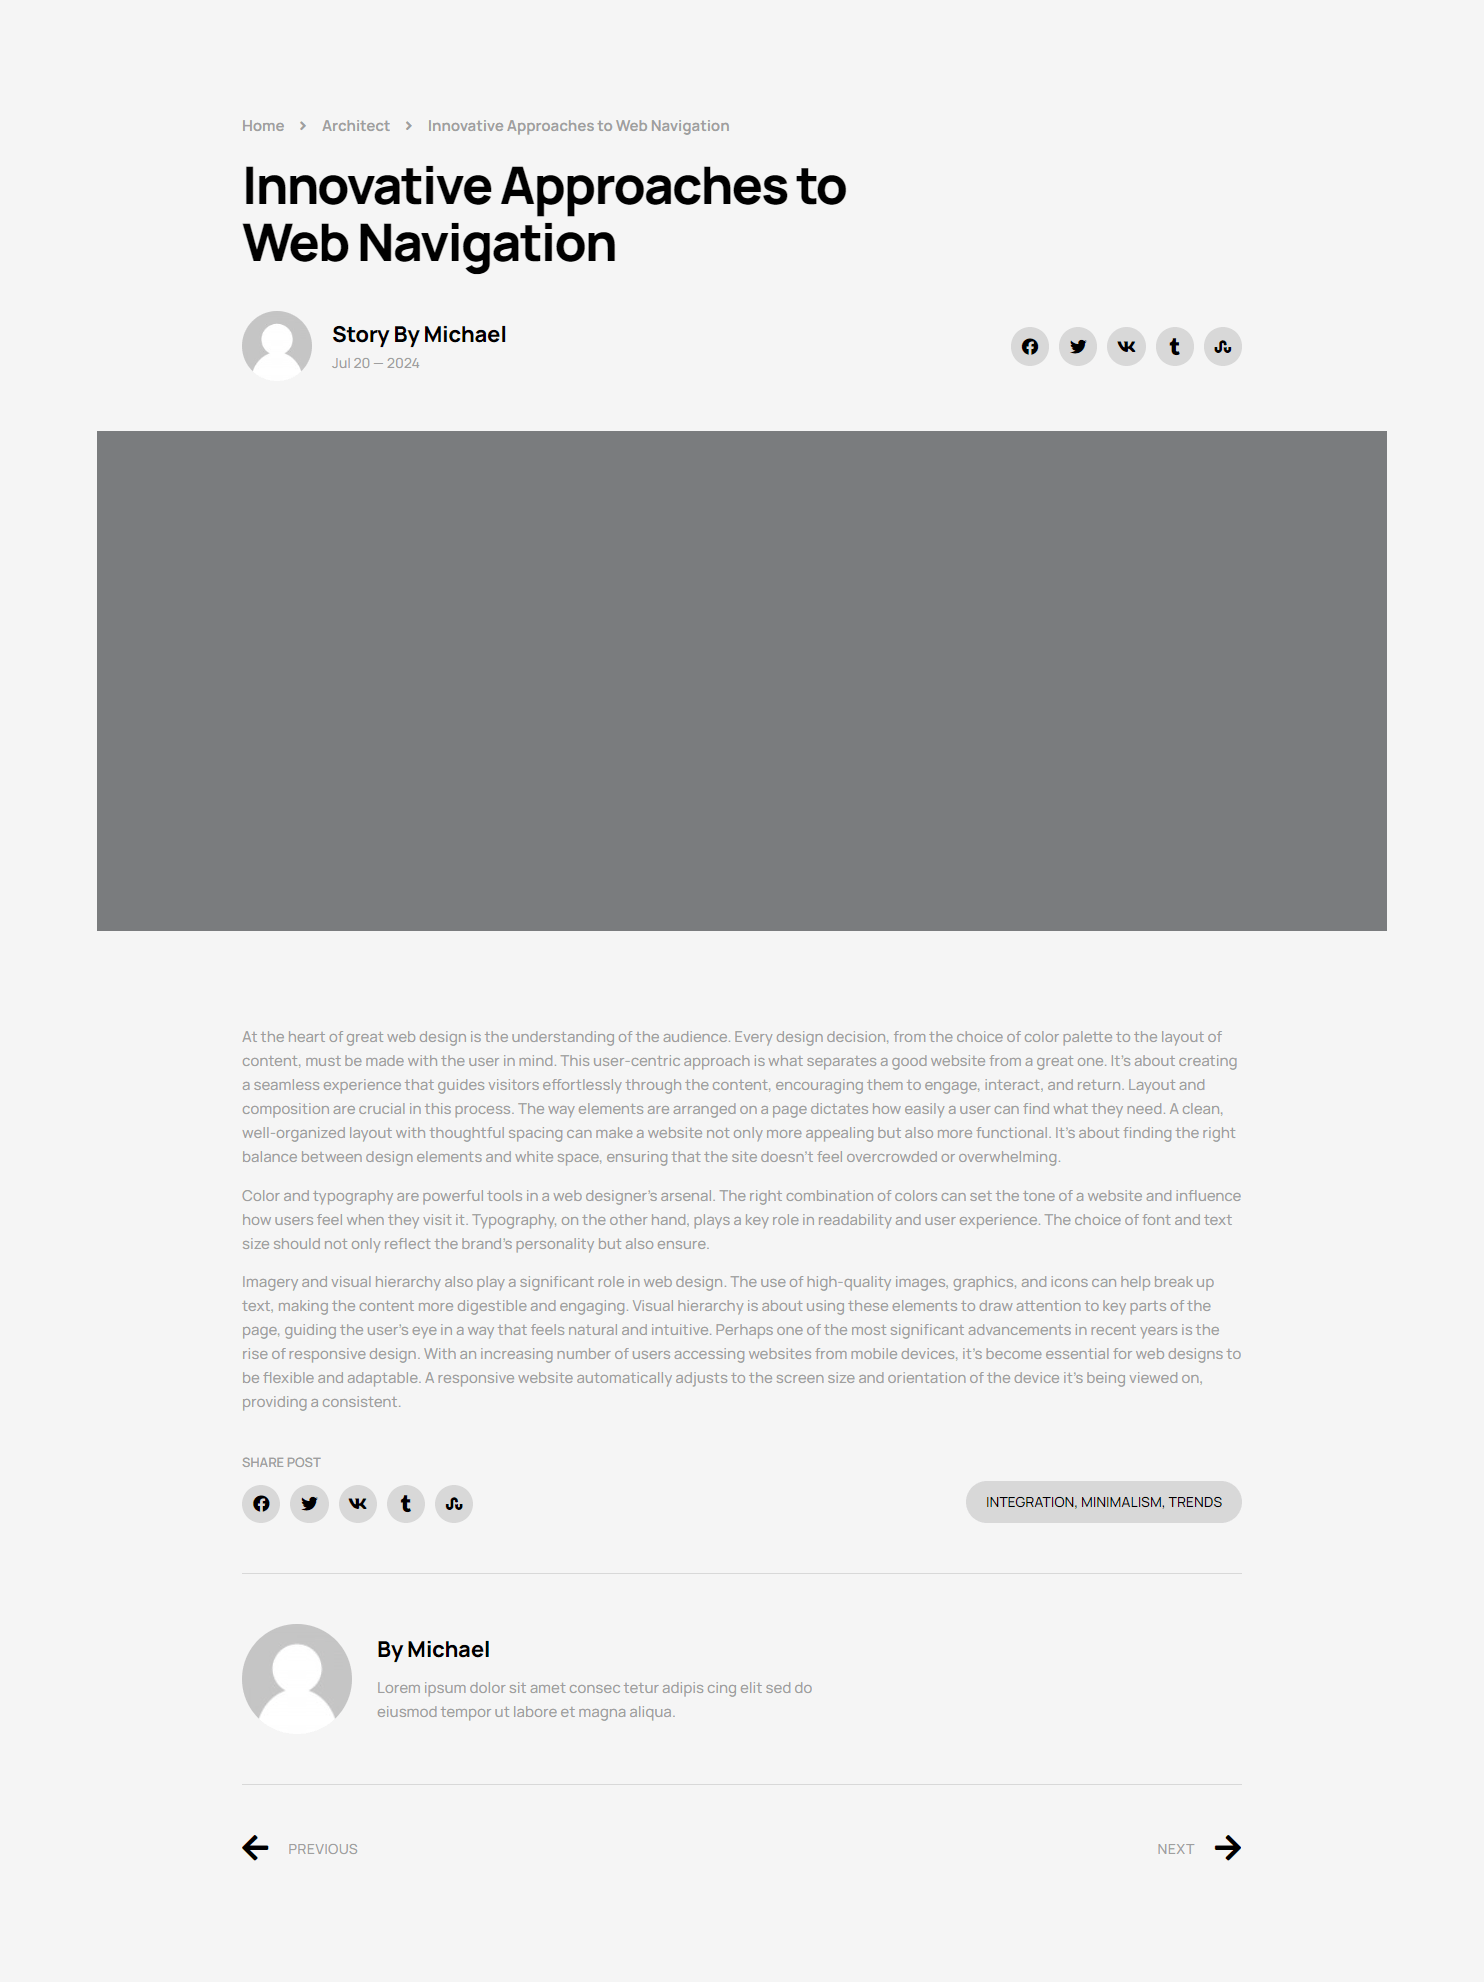 Home > Architect > Innovative Approaches to Web Navigation
Innovative Approaches to
Web Navigation
Story By Michael
Jul 20 — 2024
At the heart of great web design is the understanding of the audience. Every design decision, from the choice of color palette to the layout of
content, must be made with the user in mind. This user-centric approach is what separates a good website from a great one. It’s about creating
a seamless experience that guides visitors effortlessly through the content, encouraging them to engage, interact, and return. Layout and
composition are crucial in this process. The way elements are arranged on a page dictates how easily a user can find what they need. A clean,
well-organized layout with thoughtful spacing can make a website not only more appealing but also more functional. It’s about finding the right
balance between design elements and white space, ensuring that the site doesn’t feel overcrowded or overwhelming.
Color and typography are powerful tools in a web designer’s arsenal. The right combination of colors can set the tone of a website and influence
how users feel when they visit it. Typography, on the other hand, plays a key role in readability and user experience. The choice of font and text
size should not only reflect the brand’s personality but also ensure.
Imagery and visual hierarchy also play a significant role in web design. The use of high-quality images, graphics, and icons can help break up
text, making the content more digestible and engaging. Visual hierarchy is about using these elements to draw attention to key parts of the
page, guiding the user’s eye in a way that feels natural and intuitive. Perhaps one of the most significant advancements in recent years is the
rise of responsive design. With an increasing number of users accessing websites from mobile devices, it’s become essential for web designs to
be flexible and adaptable. A responsive website automatically adjusts to the screen size and orientation of the device it’s being viewed on,
providing a consistent.
SHARE POST
INTEGRATION, MINIMALISM, TRENDS
By Michael
Lorem ipsum dolor sit amet consec tetur adipis cing elit sed do
eiusmod tempor ut labore et magna aliqua.
PREVIOUS
NEXT